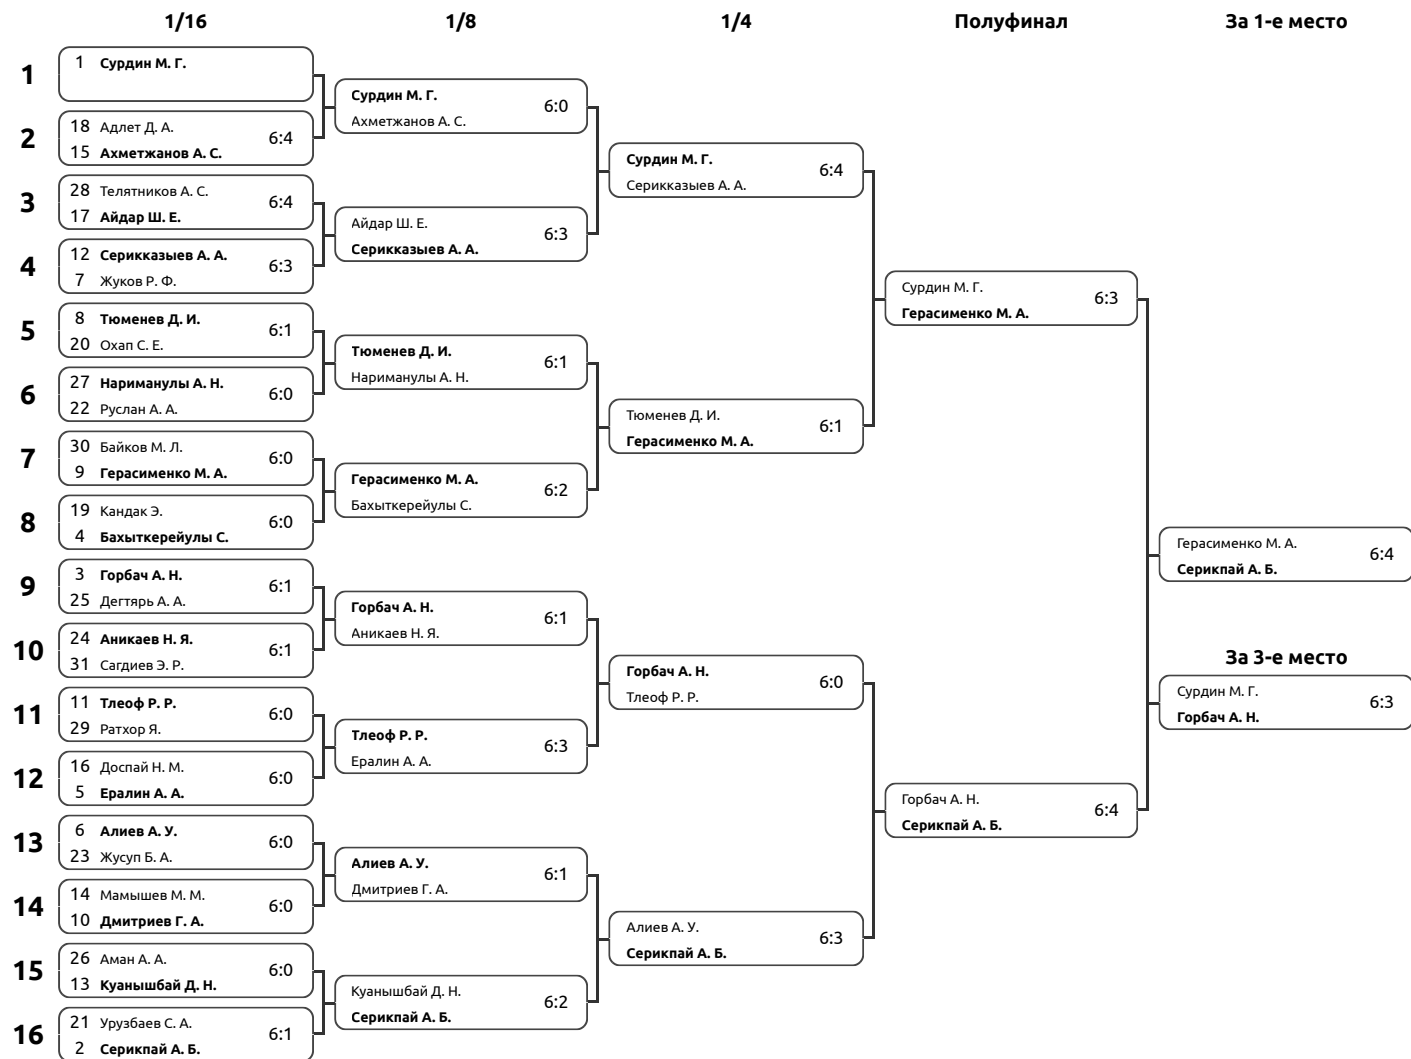 1/16
1/8
1/4
Полуфинал
За 1-е место
1
1 Сурдин М. Г.
2
18 Адлет Д. А.
15 Ахметжанов А. С.
6:4
3
28 Телятников А. С.
17 Айдар Ш. Е.
6:4
4
12 Серикказыев А. А.
7 Жуков Р. Ф.
6:3
5
8 Тюменев Д. И.
20 Охап С. Е.
6:1
6
27 Нариманулы А. Н.
22 Руслан А. А.
6:0
7
30 Байков М. Л.
9 Герасименко М. А.
6:0
8
19 Кандак Э.
4 Бахыткерейулы С.
6:0
9
3 Горбач А. Н.
25 Дегтярь А. А.
6:1
10
24 Аникаев Н. Я.
31 Сагдиев Э. Р.
6:1
11
11 Тлеоф Р. Р.
29 Ратхор Я.
6:0
12
16 Доспай Н. М.
5 Ералин А. А.
6:0
13
6 Алиев А. У.
23 Жусуп Б. А.
6:0
14
14 Мамышев М. М.
10 Дмитриев Г. А.
6:0
15
26 Аман А. А.
13 Куанышбай Д. Н.
6:0
16
21 Урузбаев С. А.
2 Серикпай А. Б.
6:1
Сурдин М. Г.
Ахметжанов А. С.
6:0
Айдар Ш. Е.
Серикказыев А. А.
6:3
Тюменев Д. И.
Нариманулы А. Н.
6:1
Герасименко М. А.
Бахыткерейулы С.
6:2
Горбач А. Н.
Аникаев Н. Я.
6:1
Тлеоф Р. Р.
Ералин А. А.
6:3
Алиев А. У.
Дмитриев Г. А.
6:1
Куанышбай Д. Н.
Серикпай А. Б.
6:2
Сурдин М. Г.
Серикказыев А. А.
6:4
Тюменев Д. И.
Герасименко М. А.
6:1
Горбач А. Н.
Тлеоф Р. Р.
6:0
Алиев А. У.
Серикпай А. Б.
6:3
Сурдин М. Г.
Герасименко М. А.
6:3
Горбач А. Н.
Серикпай А. Б.
6:4
Герасименко М. А.
Серикпай А. Б.
6:4
За 3-е место
Сурдин М. Г.
Горбач А. Н.
6:3